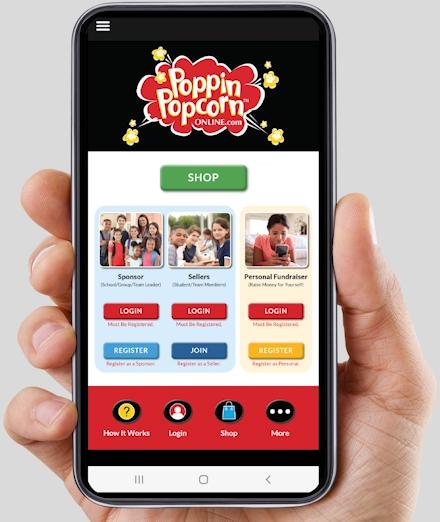 Poppin
Popcorn™
ONLINE.com
SHOP
Sponsor
(School/Group/Team Leader)
LOGIN
Must Be Registered.
REGISTER
Register as a Sponsor.
Sellers
(Student/Team Members)
LOGIN
Must Be Registered.
JOIN
Register as a Seller.
Personal Fundraiser
(Raise Money for Yourself)
LOGIN
Must Be Registered.
REGISTER
Register as Personal.
?
How It Works
Login
Shop
More